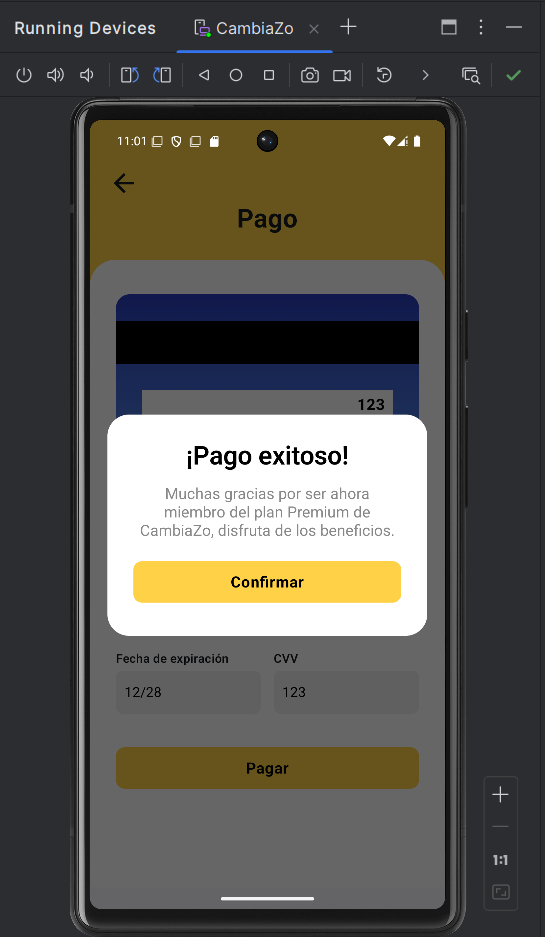 Running Devices
CambiaZo
11:01
Pago
123
¡Pago exitoso!
Muchas gracias por ser ahora
miembro del plan Premium de
CambiaZo, disfruta de los beneficios.
Confirmar
Fecha de expiración
CVV
12/28
123
Pagar
1:1